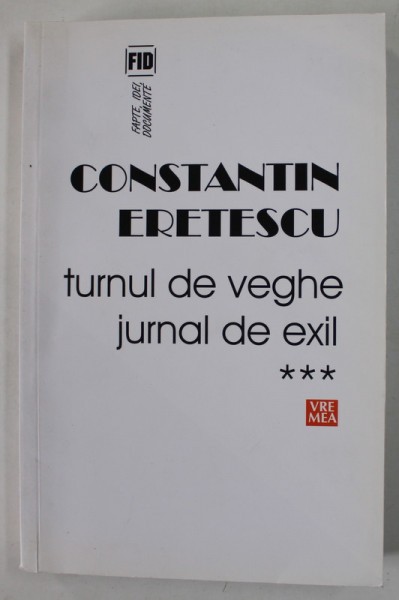 FID
FAPTE, IDEI,
DOCUMENTE
CONSTANTIN
ERETESCU
turnul de veghe
jurnal de exil
***
VRE
MEA